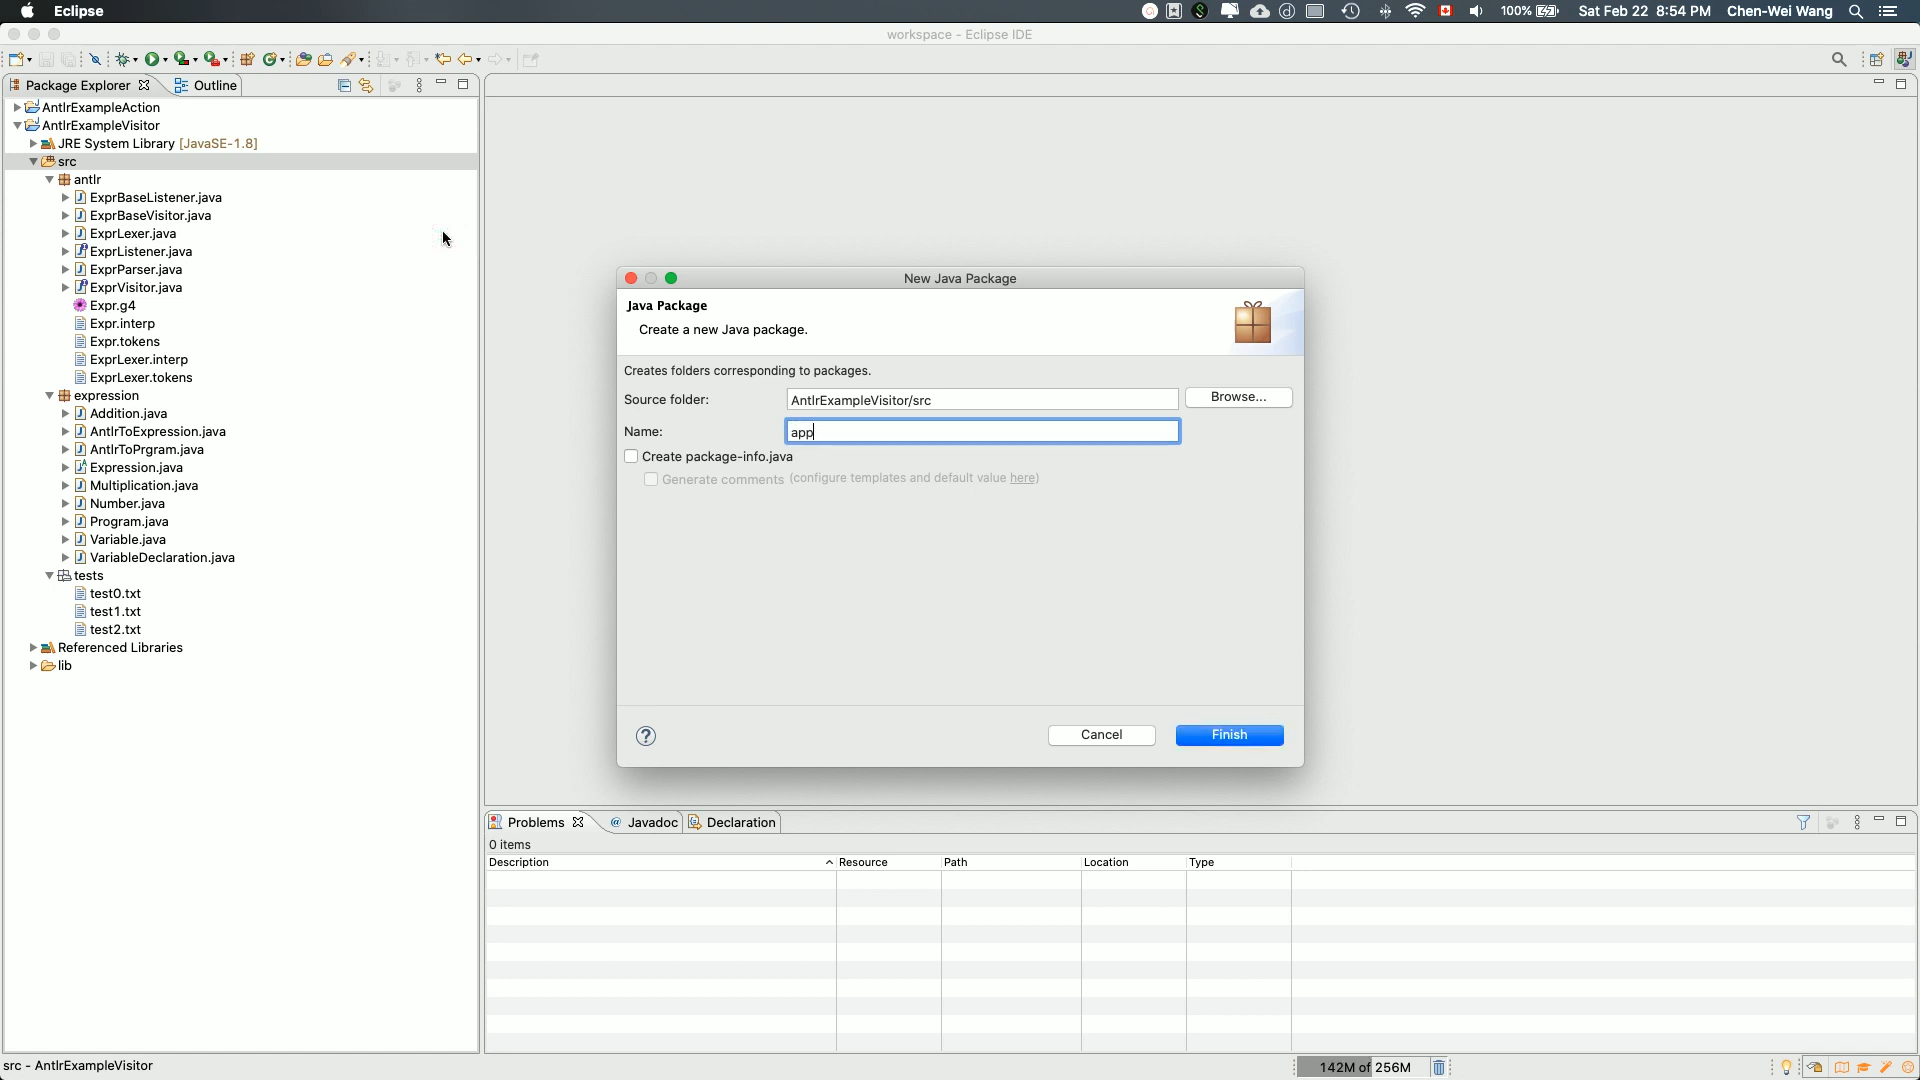 Eclipse
100%
Sat Feb 22 8:54 PM
Chen-Wei Wang
workspace - Eclipse IDE
Package Explorer
Outline
AntlrExampleAction
AntlrExampleVisitor
JRE System Library [JavaSE-1.8]
src
antlr
ExprBaseListener.java
ExprBaseVisitor.java
ExprLexer.java
ExprListener.java
ExprParser.java
ExprVisitor.java
Expr.g4
Expr.interp
Expr.tokens
ExprLexer.interp
ExprLexer.tokens
expression
Addition.java
AntlrToExpression.java
AntlrToPrgram.java
Expression.java
Multiplication.java
Number.java
Program.java
Variable.java
VariableDeclaration.java
tests
test0.txt
test1.txt
test2.txt
Referenced Libraries
lib
New Java Package
Java Package
Create a new Java package.
Creates folders corresponding to packages.
Source folder:
AntlrExampleVisitor/src
Browse...
Name:
app
Create package-info.java
Generate comments (configure templates and default value here)
?
Cancel
Finish
Problems
@ Javadoc
Declaration
0 items
Description
Resource
Path
Location
Type
src - AntlrExampleVisitor
142M of 256M